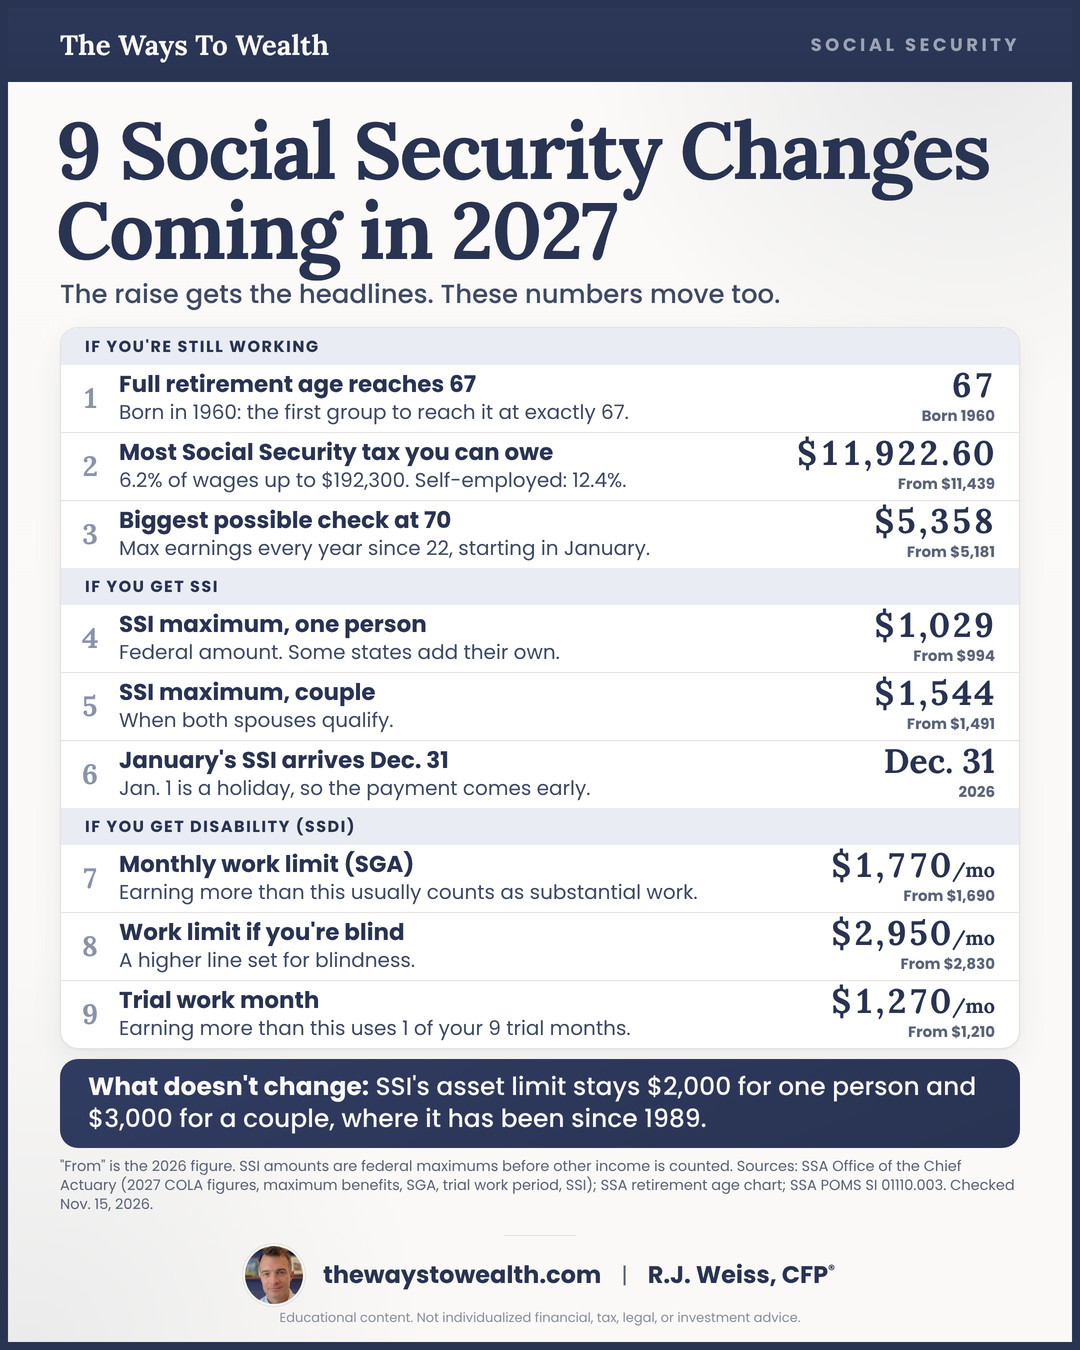 The Ways To Wealth
SOCIAL SECURITY
9 Social Security Changes
Coming in 2027
The raise gets the headlines. These numbers move too.
IF YOU'RE STILL WORKING
1
Full retirement age reaches 67
Born in 1960: the first group to reach it at exactly 67.
67
Born 1960
2
Most Social Security tax you can owe
6.2% of wages up to $192,300. Self-employed: 12.4%.
$11,922.60
From $11,439
3
Biggest possible check at 70
Max earnings every year since 22, starting in January.
$5,358
From $5,181
IF YOU GET SSI
4
SSI maximum, one person
Federal amount. Some states add their own.
$1,029
From $994
5
SSI maximum, couple
When both spouses qualify.
$1,544
From $1,491
6
January's SSI arrives Dec. 31
Jan. 1 is a holiday, so the payment comes early.
Dec. 31
2026
IF YOU GET DISABILITY (SSDI)
7
Monthly work limit (SGA)
Earning more than this usually counts as substantial work.
$1,770/mo
From $1,690
8
Work limit if you're blind
A higher line set for blindness.
$2,950/mo
From $2,830
9
Trial work month
Earning more than this uses 1 of your 9 trial months.
$1,270/mo
From $1,210
What doesn't change: SSI's asset limit stays $2,000 for one person and
$3,000 for a couple, where it has been since 1989.
"From" is the 2026 figure. SSI amounts are federal maximums before other income is counted. Sources: SSA Office of the Chief
Actuary (2027 COLA figures, maximum benefits, SGA, trial work period, SSI); SSA retirement age chart; SSA POMS SI 01110.003. Checked
Nov. 15, 2026.
thewaystowealth.com | R.J. Weiss, CFP®
Educational content. Not individualized financial, tax, legal, or investment advice.